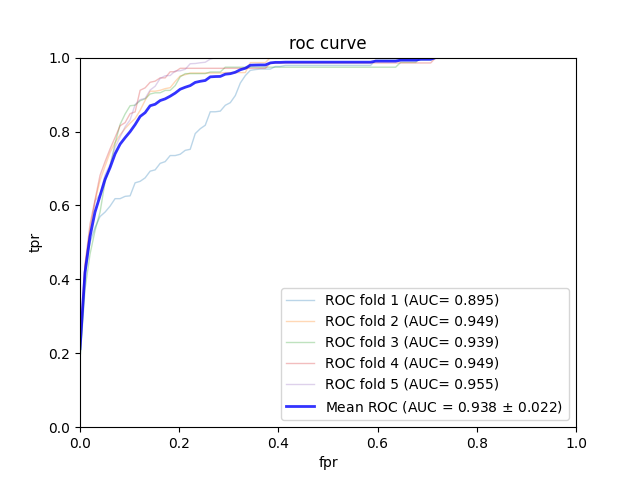 roc curve
1.0
0.8
0.6
0.4
0.2
0.0
tpr
ROC fold 1 (AUC= 0.895)
ROC fold 2 (AUC= 0.949)
ROC fold 3 (AUC= 0.939)
ROC fold 4 (AUC= 0.949)
ROC fold 5 (AUC= 0.955)
Mean ROC (AUC = 0.938 ± 0.022)
0.0 0.2 0.4 0.6 0.8 1.0
fpr